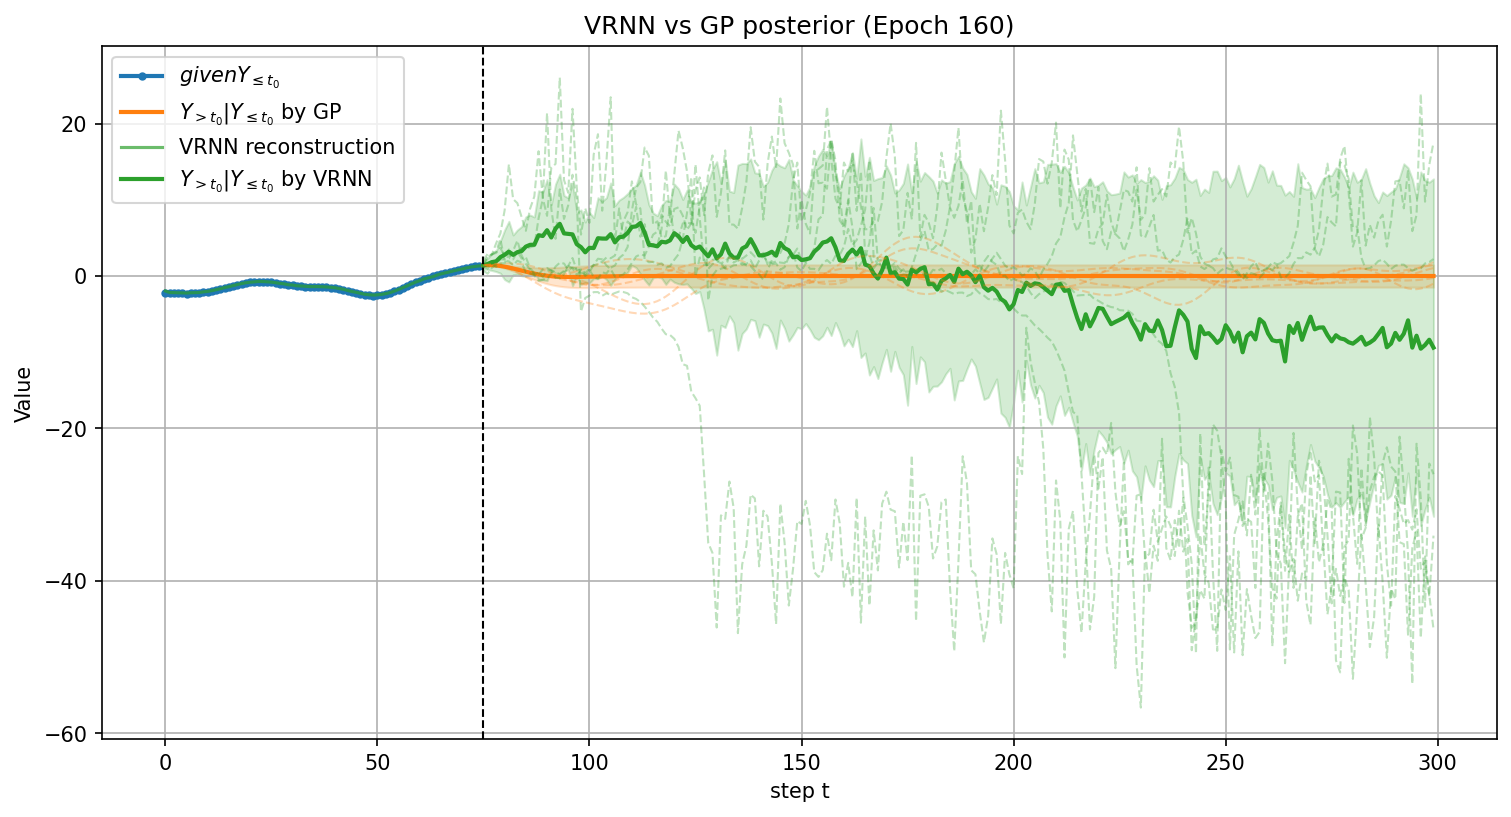 VRNN vs GP posterior (Epoch 160)
givenY≤t₀
Y>t₀|Y≤t₀ by GP
VRNN reconstruction
Y>t₀|Y≤t₀ by VRNN
Value
20
0
−20
−40
−60
0 50 100 150 200 250 300
step t